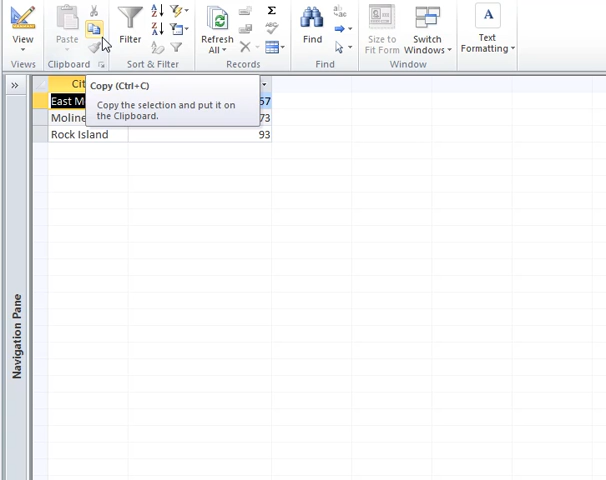 View
Paste
Filter
Refresh
All
Find
Size to
Fit Form
Switch
Windows
Text
Formatting
Views
Clipboard
Sort & Filter
Records
Find
Window
Copy (Ctrl+C)
Copy the selection and put it on
the Clipboard.
Cit
East M 57
Moline 73
Rock Island 93
Navigation Pane